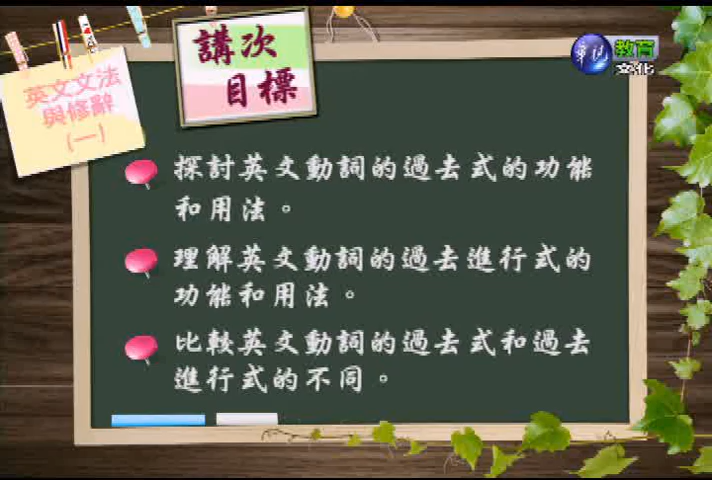 英文文法
與修辭
(一)
講次
目標
華視
教育
文化
探討英文動詞的過去式的功能
和用法。
理解英文動詞的過去進行式的
功能和用法。
比較英文動詞的過去式和過去
進行式的不同。